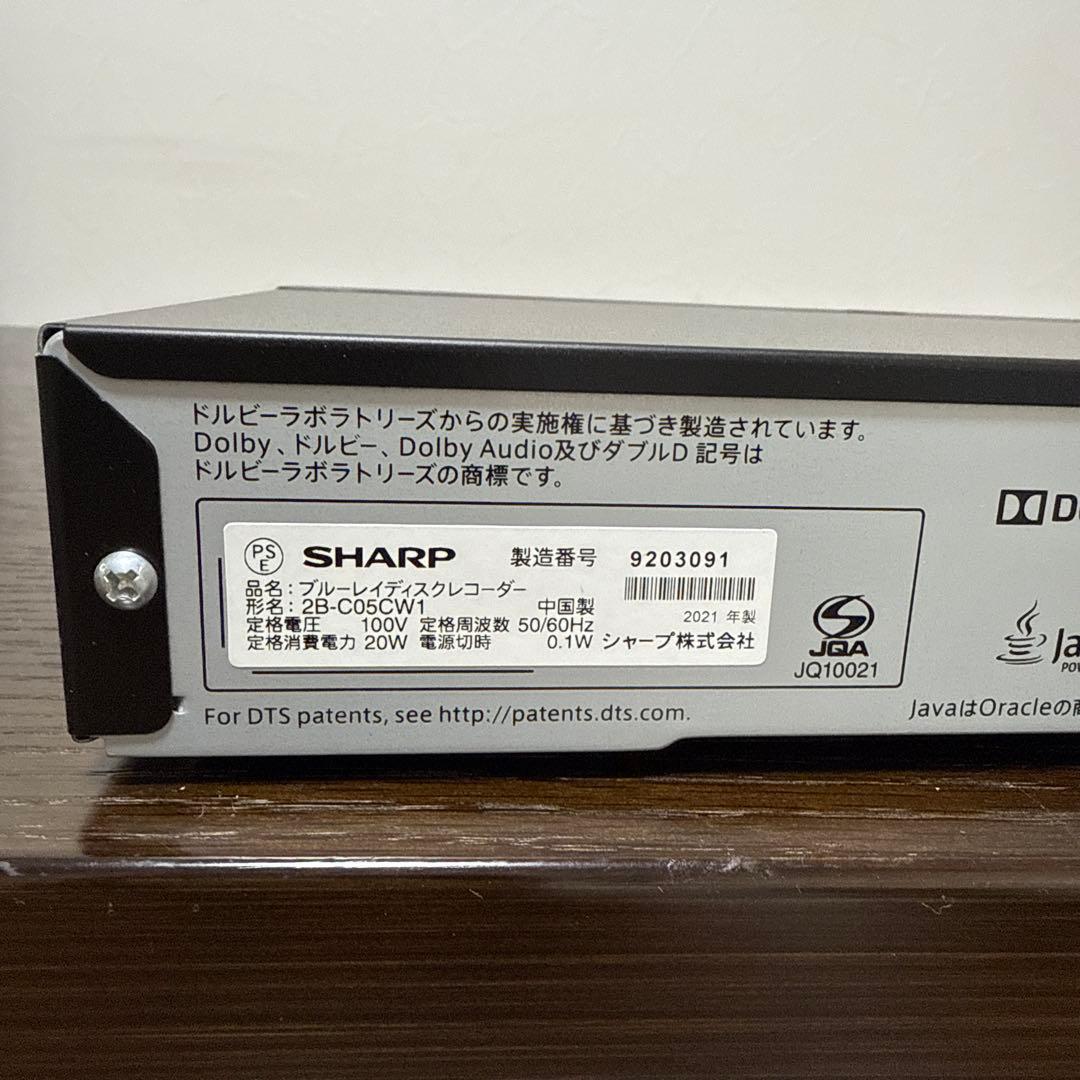 ドルビーラボラトリーズからの実施権に基づき製造されています。
Dolby、ドルビー、Dolby Audio及びダブルD 記号は
ドルビーラボラトリーズの商標です。
PS E SHARP 製造番号 9203091
品名：ブルーレイディスクレコーダー
形名：2B-C05CW1 中国製 2021 年製
定格電圧 100V 定格周波数 50/60Hz
定格消費電力 20W 電源切時 0.1W シャープ株式会社
JQA
JQ10021
For DTS patents, see http://patents.dts.com.
JavaはOracleの商